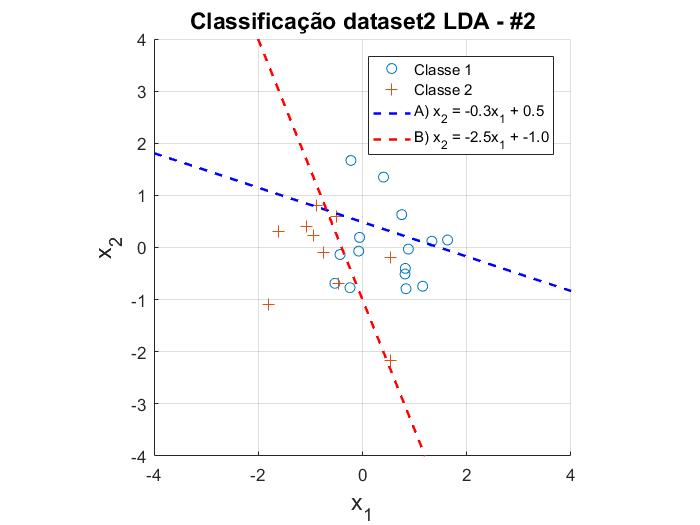 Classificação dataset2 LDA - #2
4
3
2
1
0
-1
-2
-3
-4
x2
Classe 1
Classe 2
A) x2 = -0.3x1 + 0.5
B) x2 = -2.5x1 + -1.0
-4 -2 0 2 4
x1